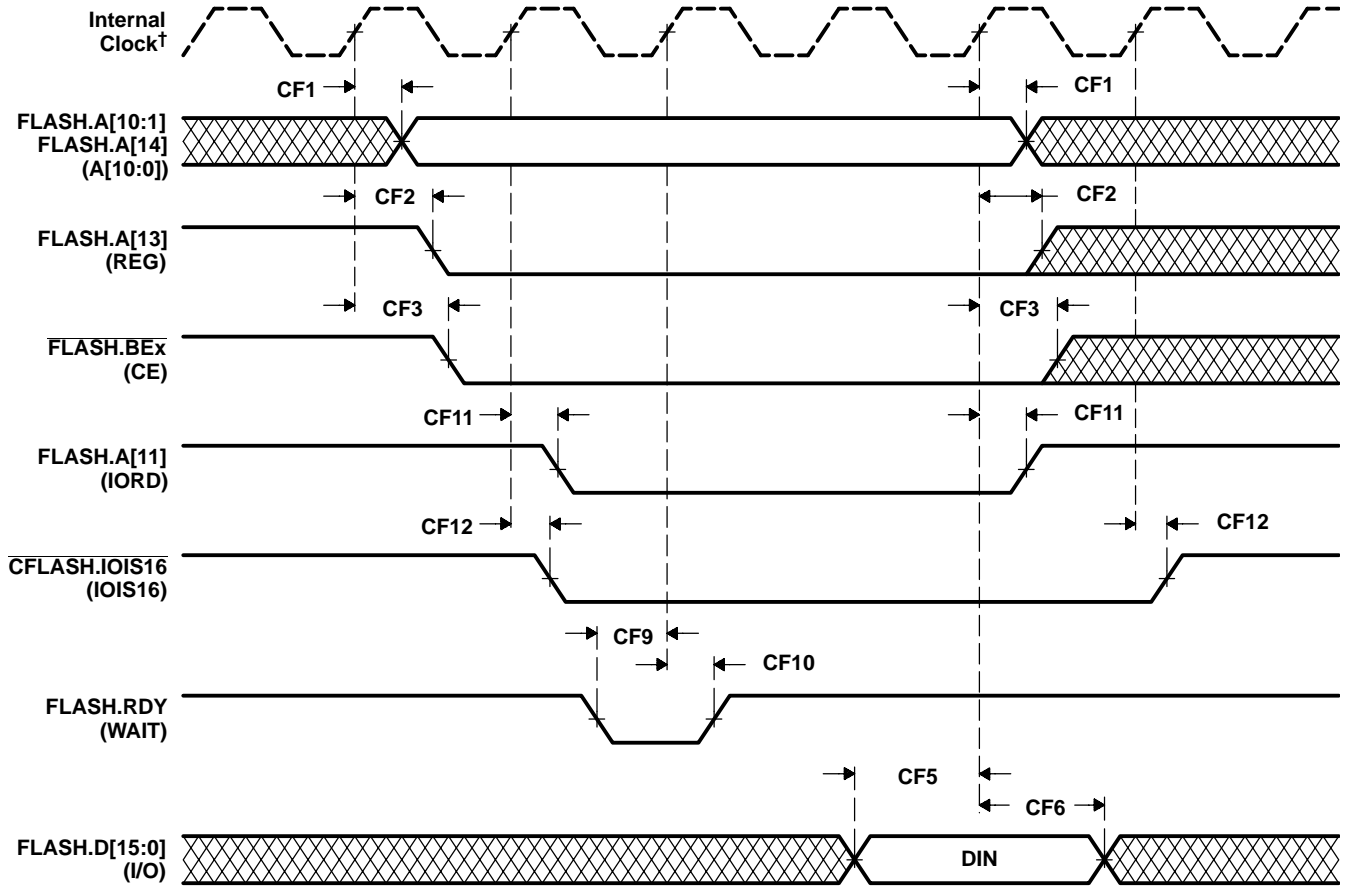 Internal
Clock†
CF1
CF1
FLASH.A[10:1]
FLASH.A[14]
(A[10:0])
CF2
CF2
FLASH.A[13]
(REG)
CF3
CF3
FLASH.BEx
(CE)
CF11
CF11
FLASH.A[11]
(IORD)
CF12
CF12
CFLASH.IOIS16
(IOIS16)
CF9
CF10
FLASH.RDY
(WAIT)
CF5
CF6
FLASH.D[15:0]
(I/O)
DIN